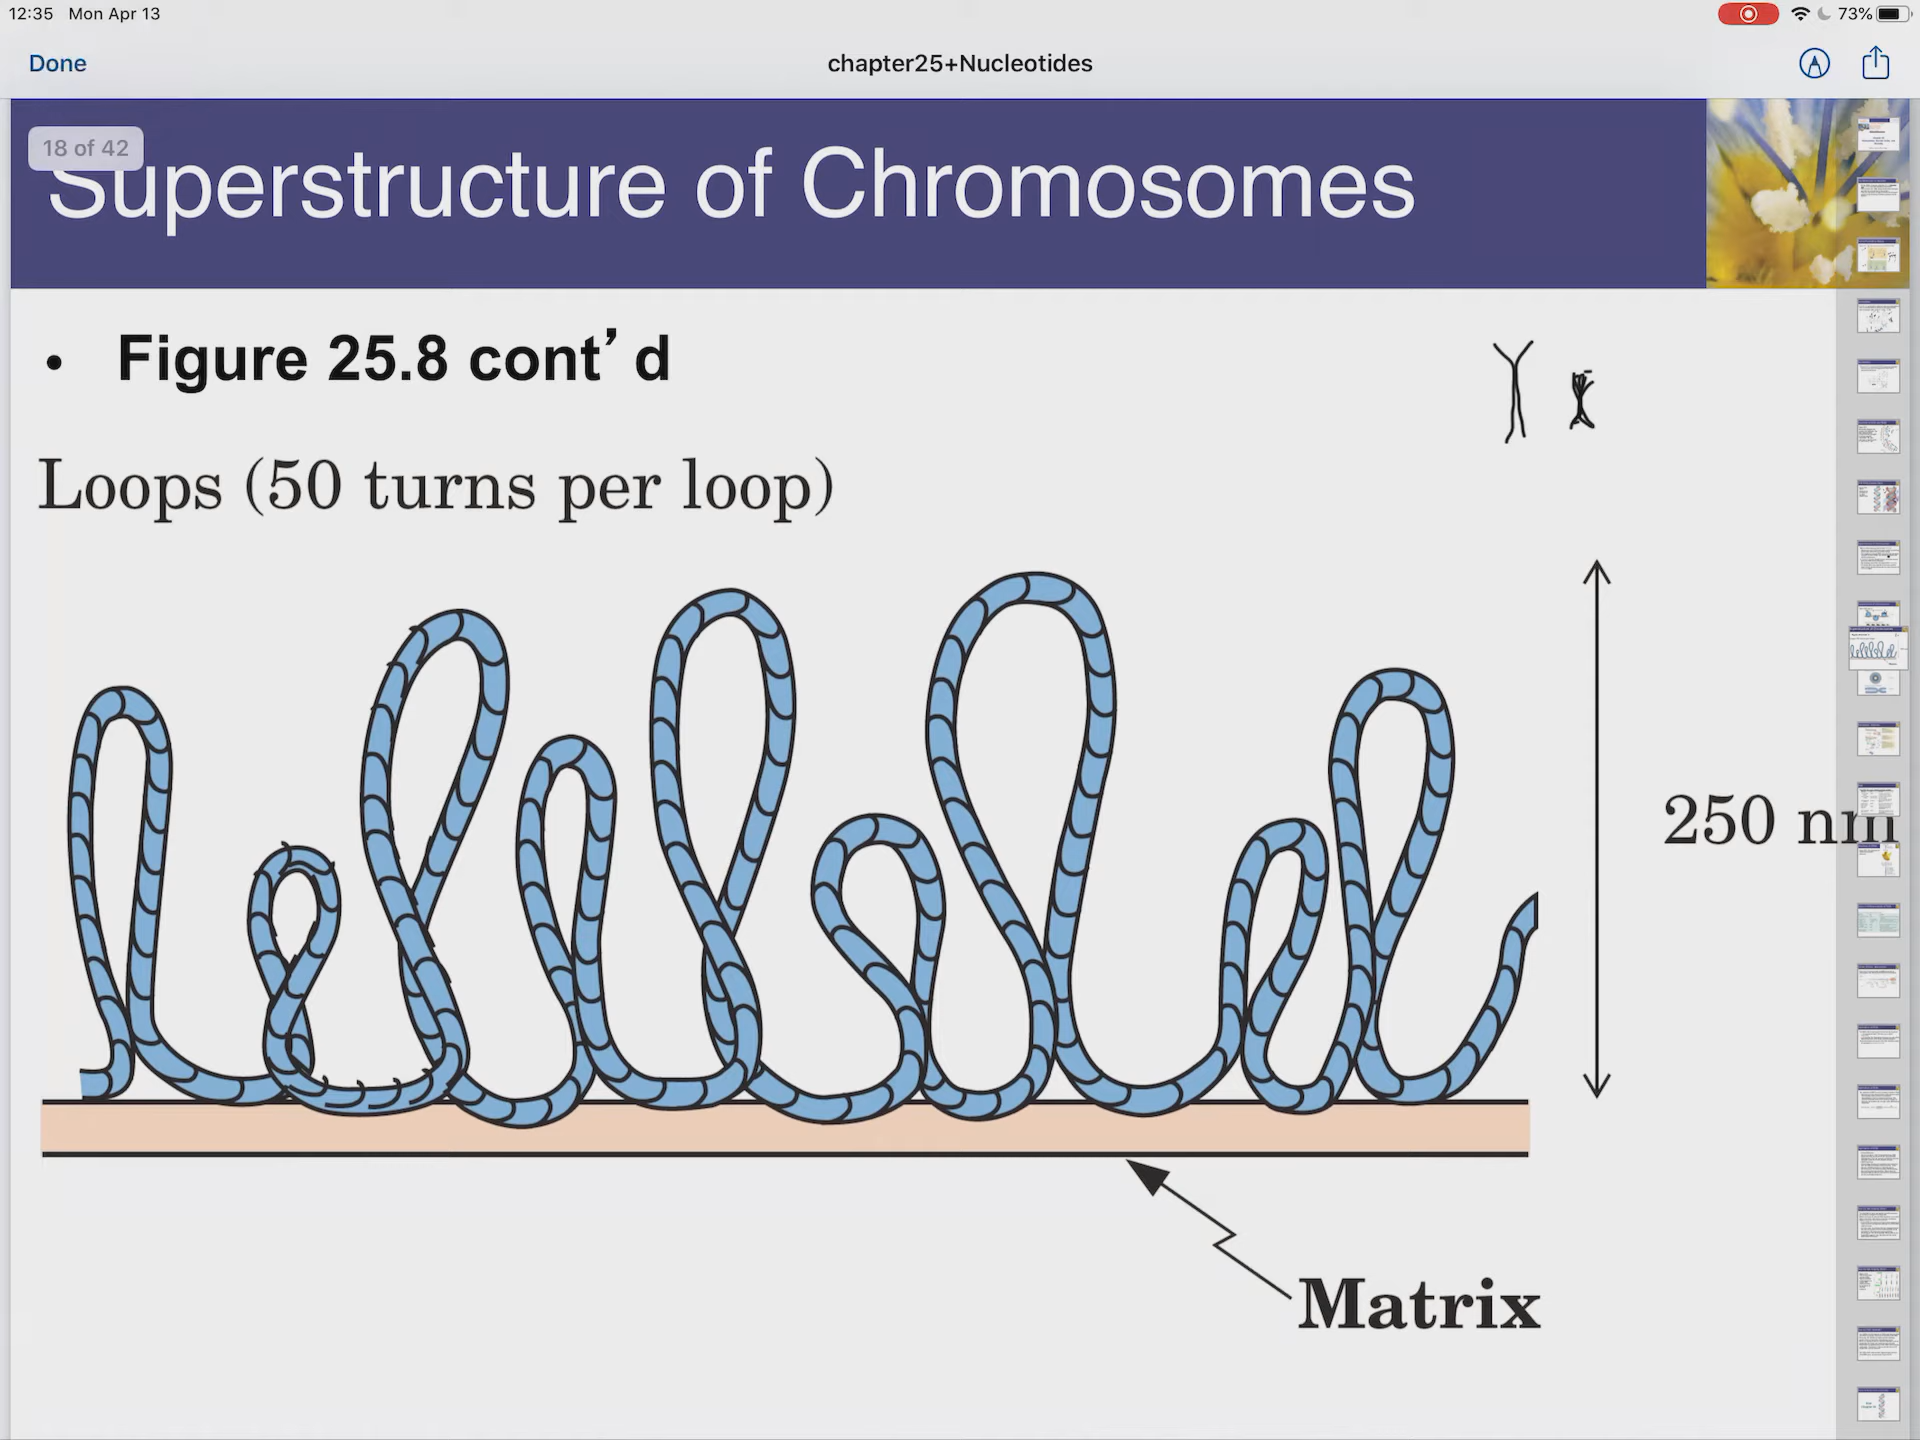 12:35 Mon Apr 13
73%
Done
chapter25+Nucleotides
18 of 42
Superstructure of Chromosomes
• Figure 25.8 cont’d
Loops (50 turns per loop)
250 nm
Matrix